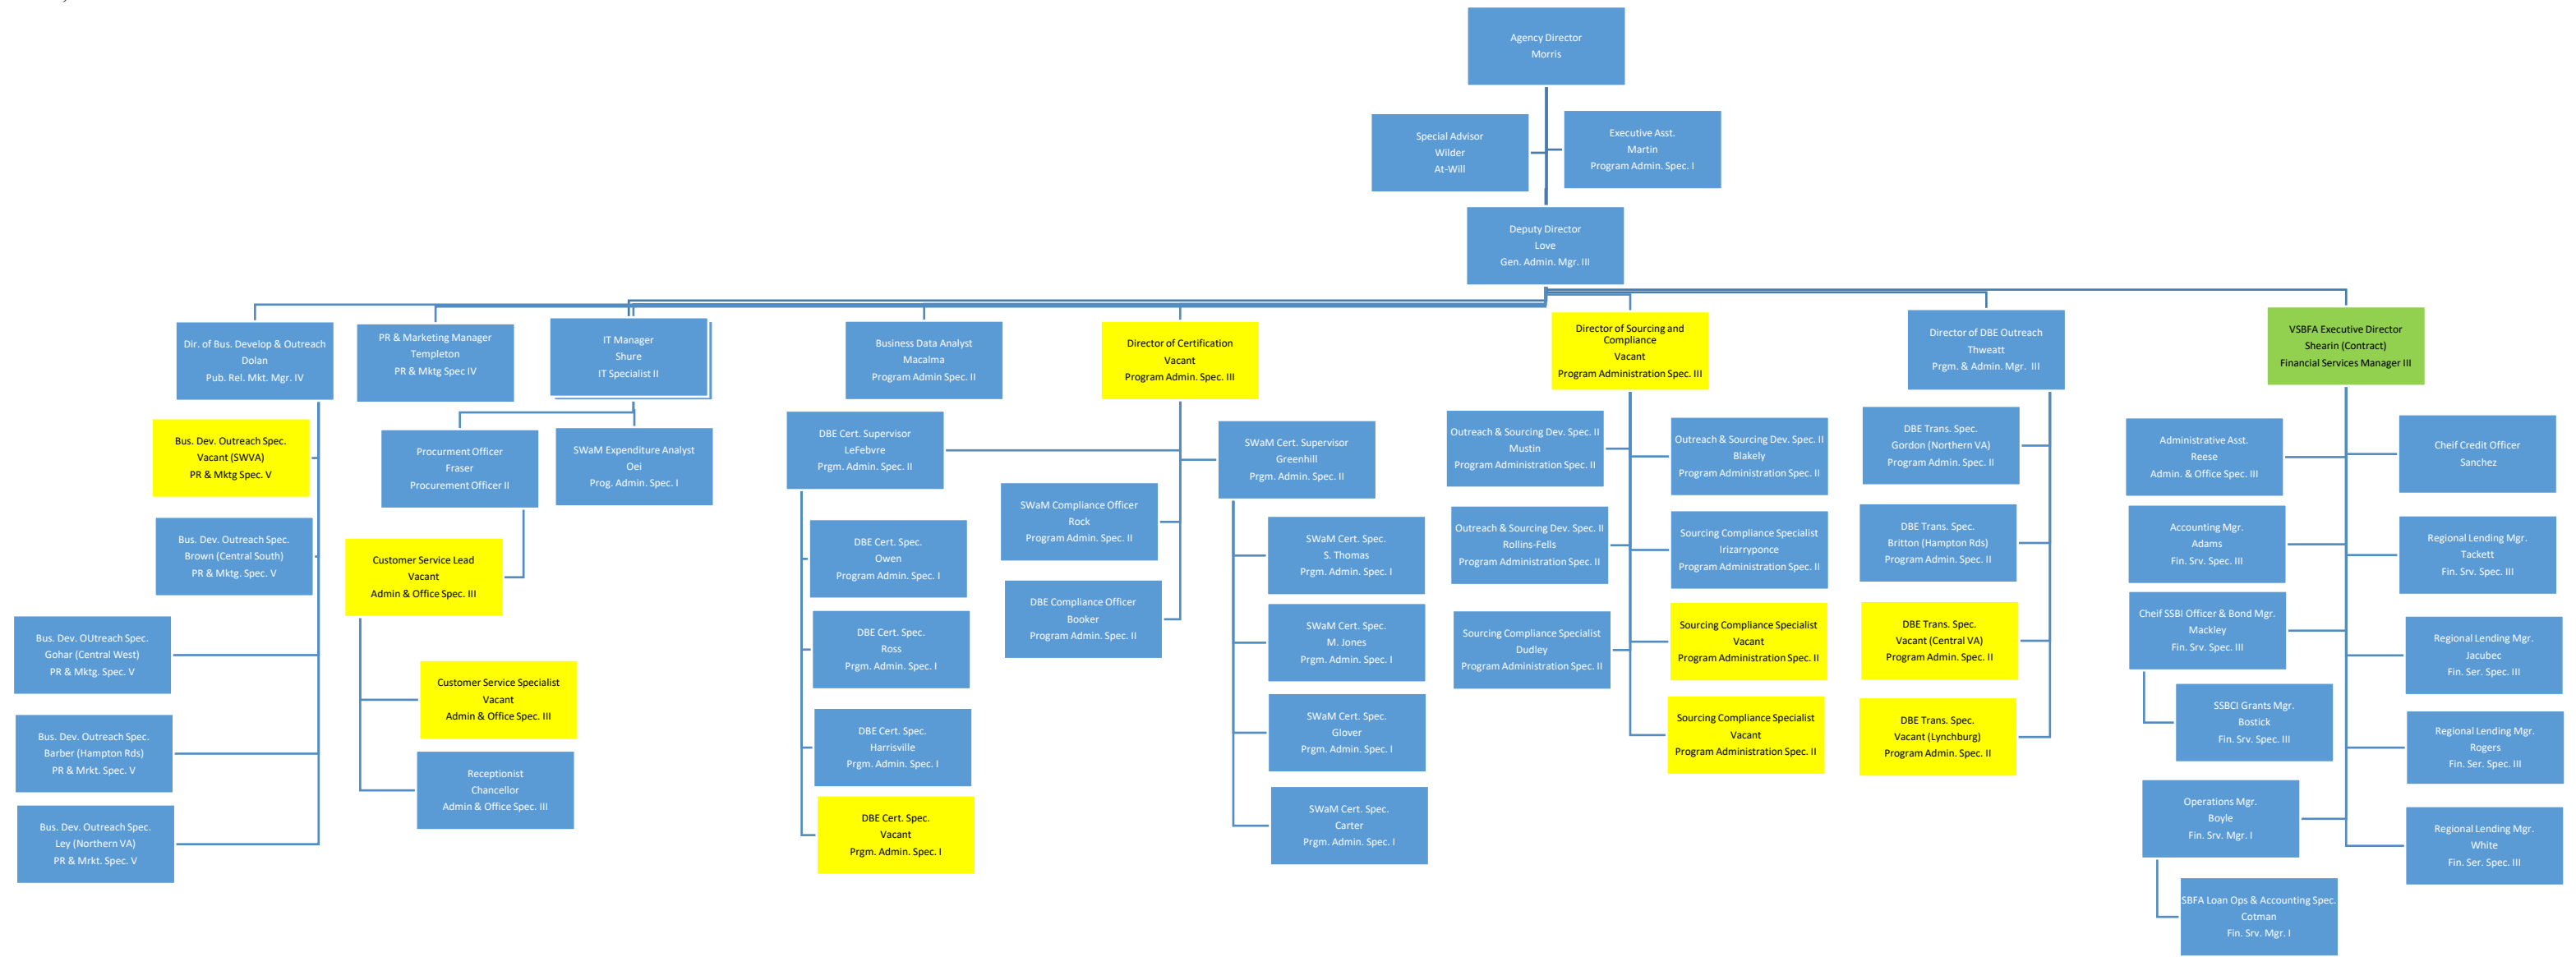 Agency Director
Morris
Special Advisor
Wilder
At-Will
Executive Asst.
Martin
Program Admin. Spec. I
Deputy Director
Love
Gen. Admin. Mgr. III
Dir. of Bus. Develop & Outreach
Dolan
Pub. Rel. Mkt. Mgr. IV
PR & Marketing Manager
Templeton
PR & Mktg Spec IV
IT Manager
Shure
IT Specialist II
Business Data Analyst
Macalma
Program Admin Spec. II
Director of Certification
Vacant
Program Admin. Spec. III
Director of Sourcing and
Compliance
Vacant
Program Administration Spec. III
Director of DBE Outreach
Thweatt
Prgm. & Admin. Mgr.  III
VSBFA Executive Director
Shearin (Contract)
Financial Services Manager III
Bus. Dev. Outreach Spec.
Vacant (SWVA)
PR & Mktg Spec. V
Bus. Dev. Outreach Spec.
Brown (Central South)
PR & Mktg. Spec. V
Bus. Dev. OUtreach Spec.
Gohar (Central West)
PR & Mktg. Spec. V
Bus. Dev. Outreach Spec.
Barber (Hampton Rds)
PR & Mrkt. Spec. V
Bus. Dev. Outreach Spec.
Ley (Northern VA)
PR & Mrkt. Spec. V
Procurment Officer
Fraser
Procurement Officer II
SWaM Expenditure Analyst
Oei
Prog. Admin. Spec. I
Customer Service Lead
Vacant
Admin & Office Spec. III
Customer Service Specialist
Vacant
Admin & Office Spec. III
Receptionist
Chancellor
Admin & Office Spec. III
DBE Cert. Supervisor
LeFebvre
Prgm. Admin. Spec. II
DBE Cert. Spec.
Owen
Program Admin. Spec. I
DBE Cert. Spec.
Ross
Prgm. Admin. Spec. I
DBE Cert. Spec.
Harrisville
Prgm. Admin. Spec. I
DBE Cert. Spec.
Vacant
Prgm. Admin. Spec. I
SWaM Compliance Officer
Rock
Program Admin. Spec. II
DBE Compliance Officer
Booker
Program Admin. Spec. II
SWaM Cert. Supervisor
Greenhill
Prgm. Admin. Spec. II
SWaM Cert. Spec.
S. Thomas
Prgm. Admin. Spec. I
SWaM Cert. Spec.
M. Jones
Prgm. Admin. Spec. I
SWaM Cert. Spec.
Glover
Prgm. Admin. Spec. I
SWaM Cert. Spec.
Carter
Prgm. Admin. Spec. I
Outreach & Sourcing Dev. Spec. II
Mustin
Program Administration Spec. II
Outreach & Sourcing Dev. Spec. II
Rollins-Fells
Program Administration Spec. II
Sourcing Compliance Specialist
Dudley
Program Administration Spec. II
Outreach & Sourcing Dev. Spec. II
Blakely
Program Administration Spec. II
Sourcing Compliance Specialist
Irizarryponce
Program Administration Spec. II
Sourcing Compliance Specialist
Vacant
Program Administration Spec. II
Sourcing Compliance Specialist
Vacant
Program Administration Spec. II
DBE Trans. Spec.
Gordon (Northern VA)
Program Admin. Spec. II
DBE Trans. Spec.
Britton (Hampton Rds)
Program Admin. Spec. II
DBE Trans. Spec.
Vacant (Central VA)
Program Admin. Spec. II
DBE Trans. Spec.
Vacant (Lynchburg)
Program Admin. Spec. II
Administrative Asst.
Reese
Admin. & Office Spec. III
Accounting Mgr.
Adams
Fin. Srv. Spec. III
Cheif SSBI Officer & Bond Mgr.
Mackley
Fin. Srv. Spec. III
SSBCI Grants Mgr.
Bostick
Fin. Srv. Spec. III
Operations Mgr.
Boyle
Fin. Srv. Mgr. I
SBFA Loan Ops & Accounting Spec.
Cotman
Fin. Srv. Mgr. I
Cheif Credit Officer
Sanchez
Regional Lending Mgr.
Tackett
Fin. Srv. Spec. III
Regional Lending Mgr.
Jacubec
Fin. Ser. Spec. III
Regional Lending Mgr.
Rogers
Fin. Ser. Spec. III
Regional Lending Mgr.
White
Fin. Ser. Spec. III